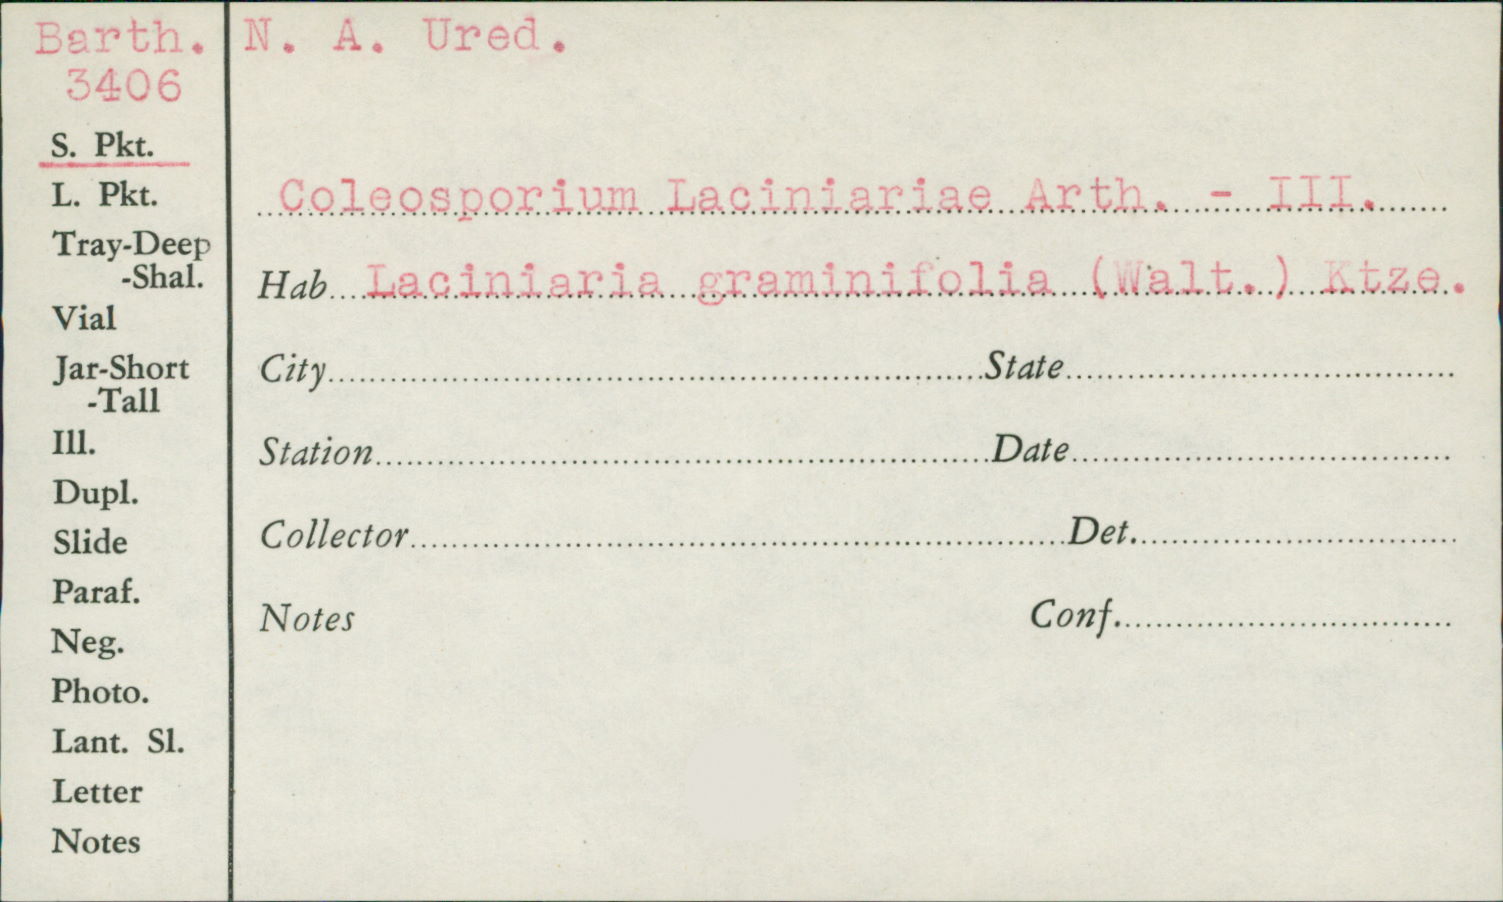 Barth.
3406
S. Pkt.
L. Pkt.
Tray-Deep
-Shal.
Vial
Jar-Short
-Tall
Ill.
Dupl.
Slide
Paraf.
Neg.
Photo.
Lant. Sl.
Letter
Notes
N. A. Ured.
Coleosporium Laciniariae Arth. - III.
Hab. Laciniaria graminifolia (Walt.) Ktze.
City State
Station Date
Collector Det.
Notes Conf.